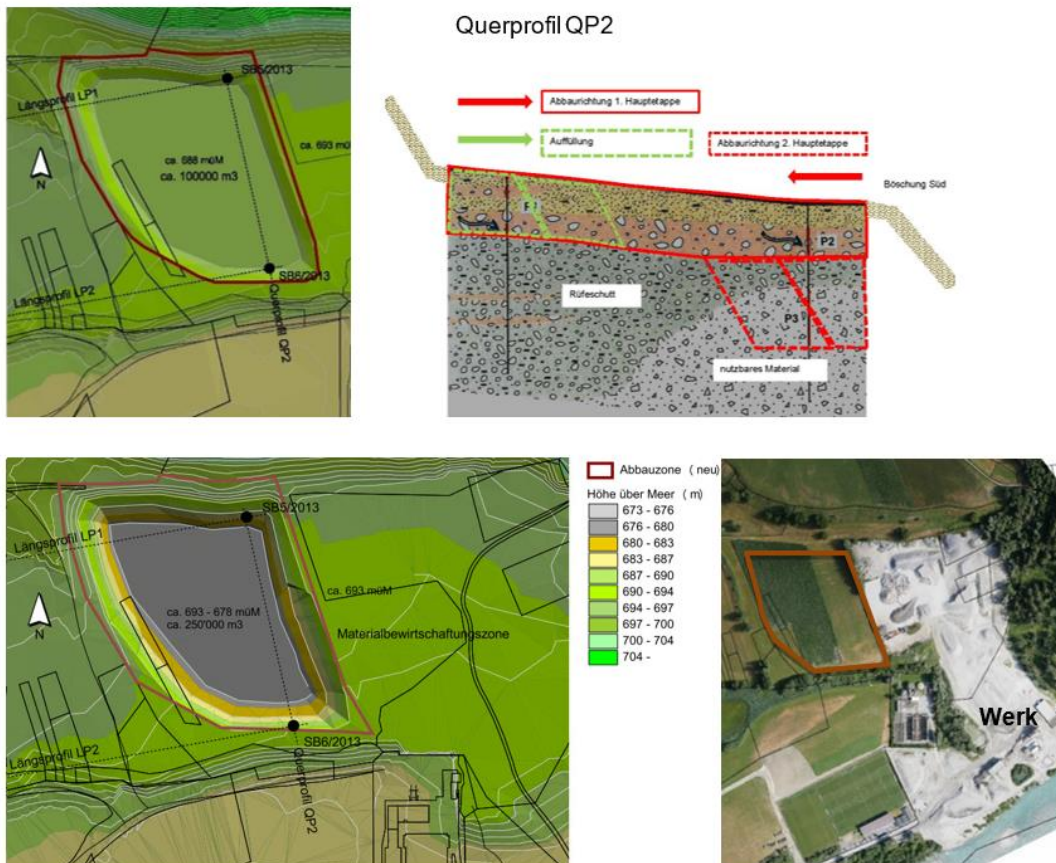 Querprofil QP2
SB5/2013
Längsprofil LP1
ca. 693 mü
ca. 688 müM
ca. 100000 m3
N
SB6/2013
Längsprofil LP2
Querprofil QP2
Abbaurichtung 1. Hauptetappe
Auffüllung
Abbaurichtung 2. Hauptetappe
Böschung Süd
P2
Rüfeschutt
P3
nutzbares Material
SB5/2013
Längsprofil LP1
ca. 693 müM
ca. 693 - 678 müM
ca. 250'000 m3
N
Materialbewirtschaftungszone
SB6/2013
Längsprofil LP2
Querprofil QP2
Abbauzone (neu)
Höhe über Meer (m)
673 - 676
676 - 680
680 - 683
683 - 687
687 - 690
690 - 694
694 - 697
697 - 700
700 - 704
704 -
Werk